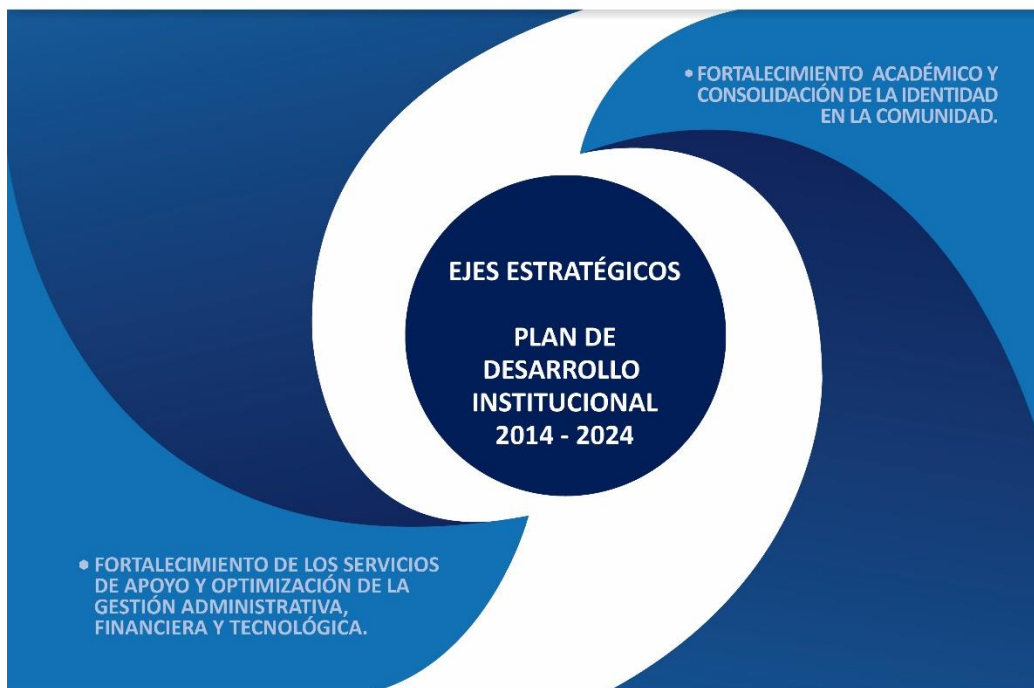 • FORTALECIMIENTO ACADÉMICO Y
CONSOLIDACIÓN DE LA IDENTIDAD
EN LA COMUNIDAD.
EJES ESTRATÉGICOS
PLAN DE
DESARROLLO
INSTITUCIONAL
2014 - 2024
• FORTALECIMIENTO DE LOS SERVICIOS
DE APOYO Y OPTIMIZACIÓN DE LA
GESTIÓN ADMINISTRATIVA,
FINANCIERA Y TECNOLÓGICA.